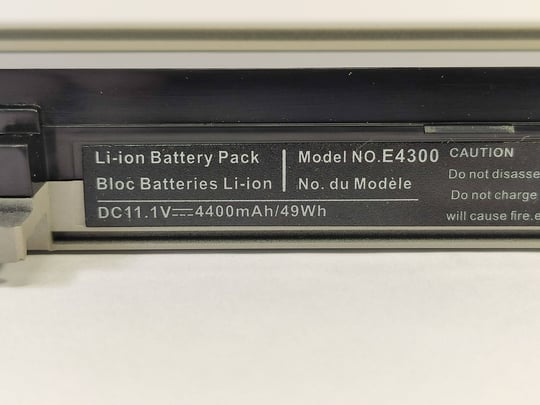 Li-ion Battery Pack
Bloc Batteries Li-ion
Model NO.E4300
No. du Modèle
DC11.1V⎓4400mAh/49Wh
CAUTION
Do not
Do not charge
will cause fire.